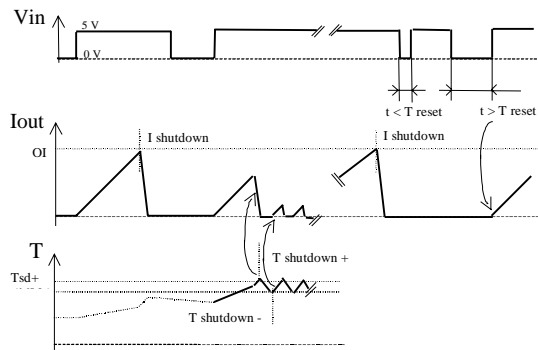 Vin
5 V
0 V
t < T reset
t > T reset
Iout
I shutdown
I shutdown
OI
T shutdown +
T
Tsd+
T shutdown -